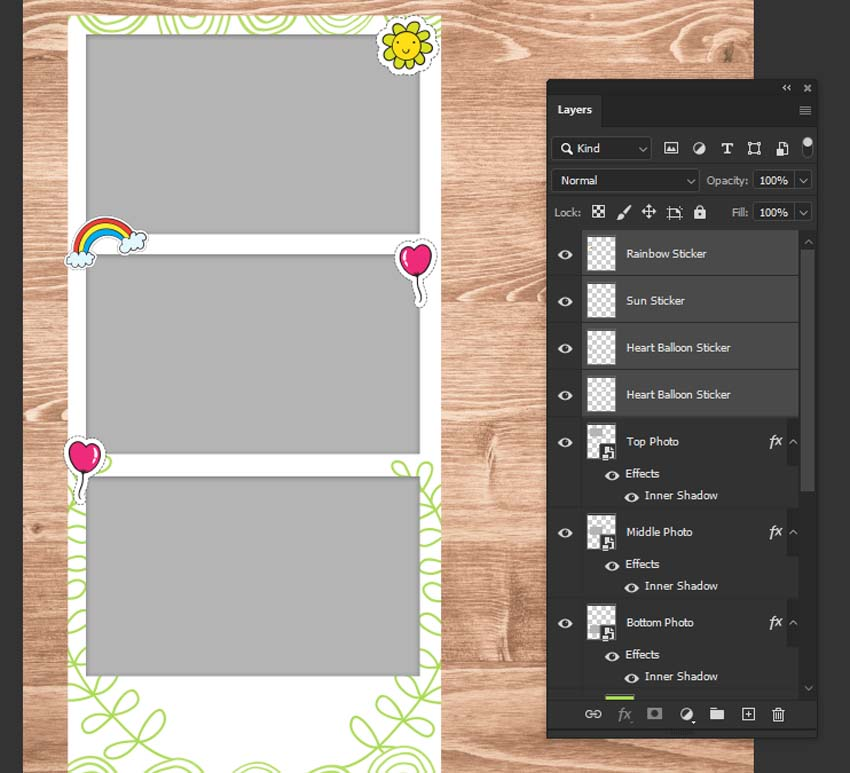 Layers
Kind
Normal Opacity: 100%
Lock: Fill: 100%
Rainbow Sticker
Sun Sticker
Heart Balloon Sticker
Heart Balloon Sticker
Top Photo fx
Effects
Inner Shadow
Middle Photo fx
Effects
Inner Shadow
Bottom Photo fx
Effects
Inner Shadow
fx